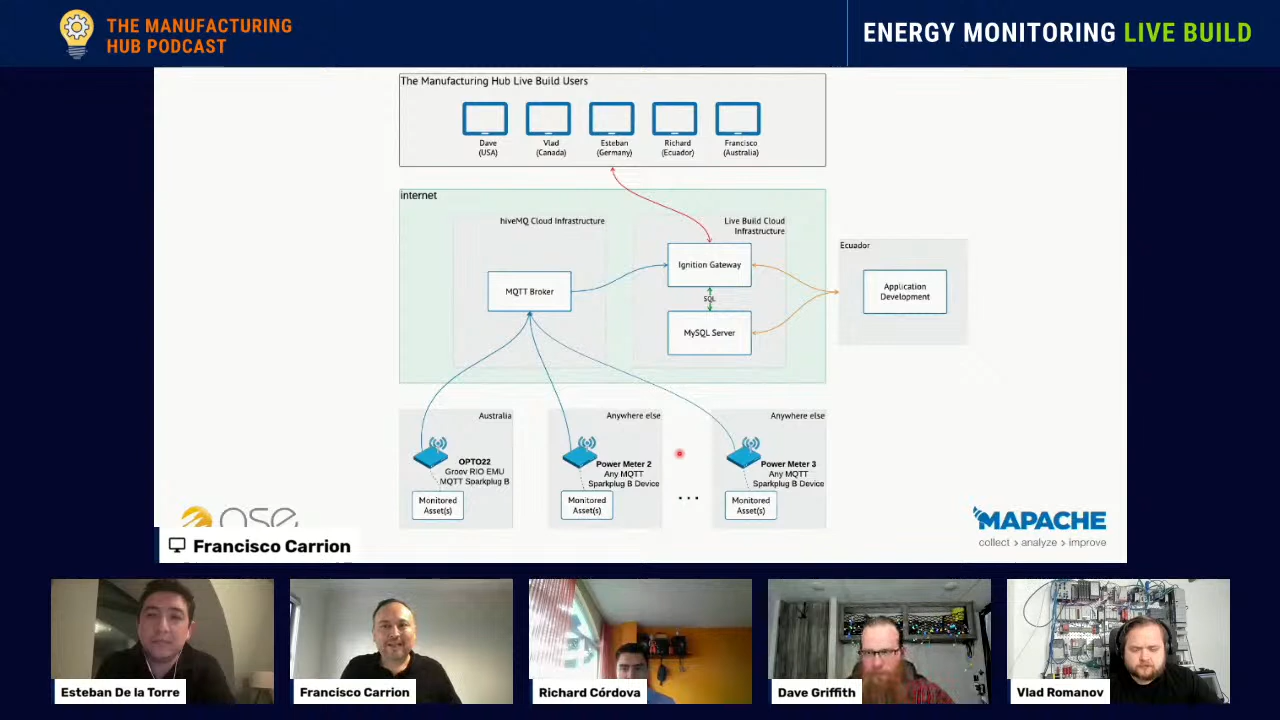 THE MANUFACTURING
HUB PODCAST
ENERGY MONITORING LIVE BUILD
The Manufacturing Hub Live Build Users
Dave
(USA)
Vlad
(Canada)
Esteban
(Germany)
Richard
(Ecuador)
Francisco
(Australia)
internet
hiveMQ Cloud Infrastructure
Live Build Cloud
Infrastructure
Ignition Gateway
MQTT Broker
SQL
MySQL Server
Ecuador
Application
Development
Australia
OPTO22
Groov RIO EMU
MQTT Sparkplug B
Monitored
Asset(s)
Anywhere else
Power Meter 2
Any MQTT
Sparkplug B Device
Monitored
Asset(s)
...
Anywhere else
Power Meter 3
Any MQTT
Sparkplug B Device
Monitored
Asset(s)
MAPACHE
collect > analyze > improve
Francisco Carrion
Esteban De la Torre
Francisco Carrion
Richard Córdova
Dave Griffith
Vlad Romanov